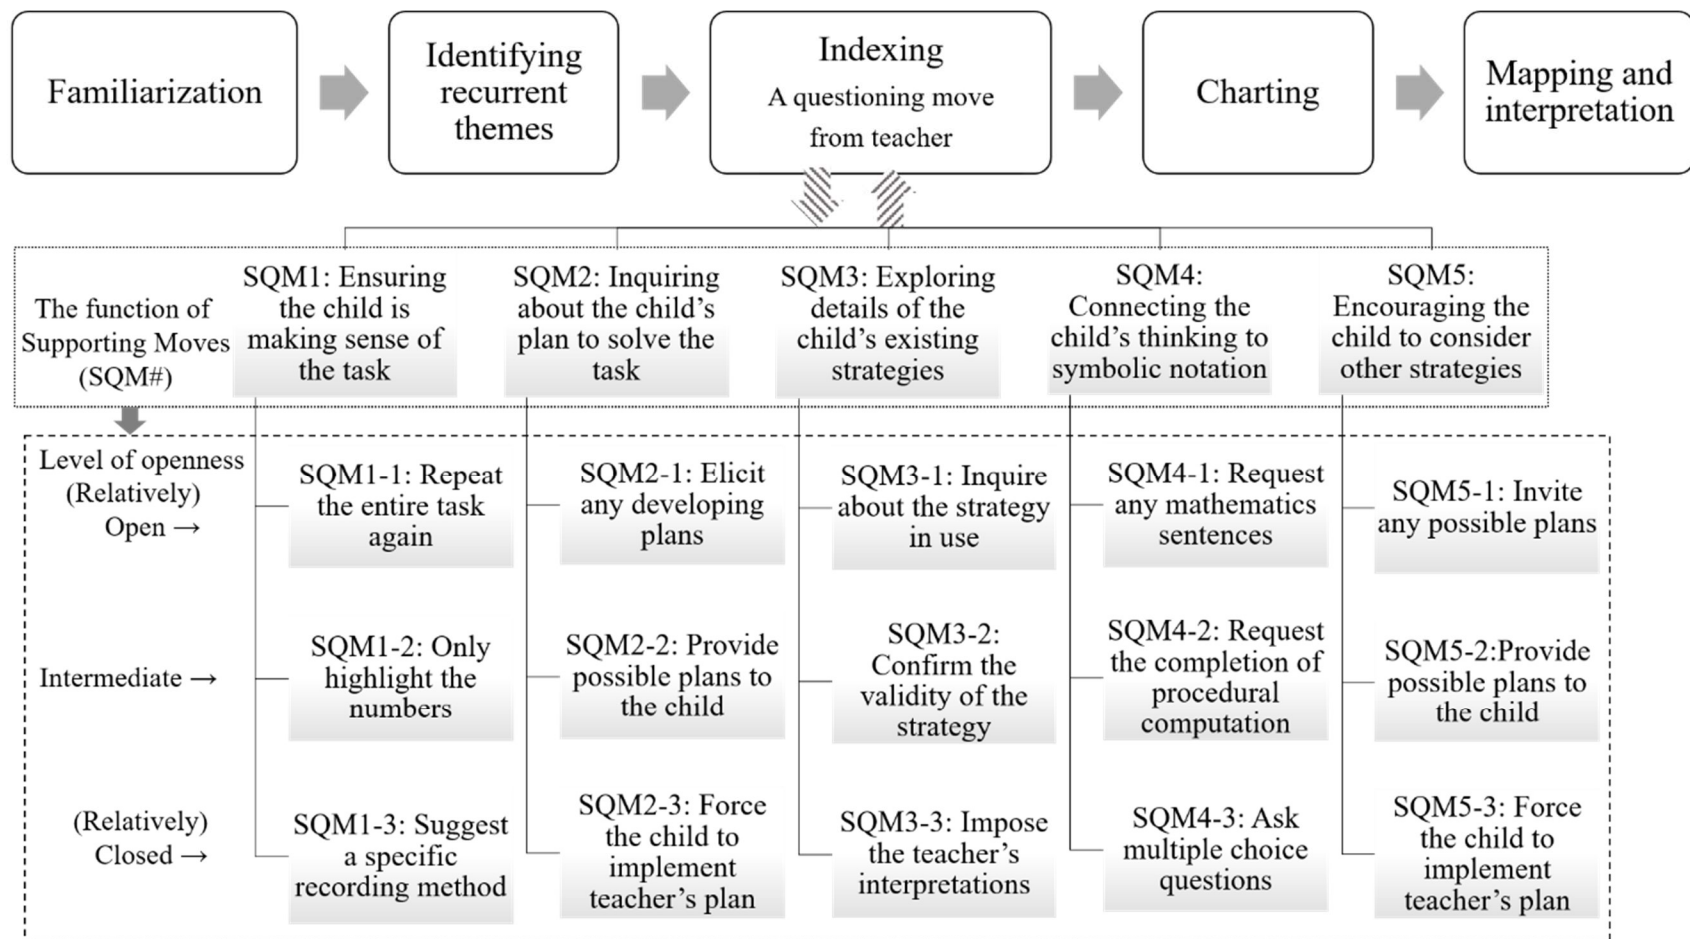 Familiarization
Identifying
recurrent
themes
Indexing
A questioning move
from teacher
Charting
Mapping and
interpretation
The function of
Supporting Moves
(SQM#)
SQM1: Ensuring
the child is
making sense of
the task
SQM2: Inquiring
about the child’s
plan to solve the
task
SQM3: Exploring
details of the
child’s existing
strategies
SQM4:
Connecting the
child’s thinking to
symbolic notation
SQM5:
Encouraging the
child to consider
other strategies
Level of openness
(Relatively)
Open →
SQM1-1: Repeat
the entire task
again
SQM2-1: Elicit
any developing
plans
SQM3-1: Inquire
about the strategy
in use
SQM4-1: Request
any mathematics
sentences
SQM5-1: Invite
any possible plans
Intermediate →
SQM1-2: Only
highlight the
numbers
SQM2-2: Provide
possible plans to
the child
SQM3-2:
Confirm the
validity of the
strategy
SQM4-2: Request
the completion of
procedural
computation
SQM5-2:Provide
possible plans to
the child
(Relatively)
Closed →
SQM1-3: Suggest
a specific
recording method
SQM2-3: Force
the child to
implement
teacher’s plan
SQM3-3: Impose
the teacher’s
interpretations
SQM4-3: Ask
multiple choice
questions
SQM5-3: Force
the child to
implement
teacher’s plan